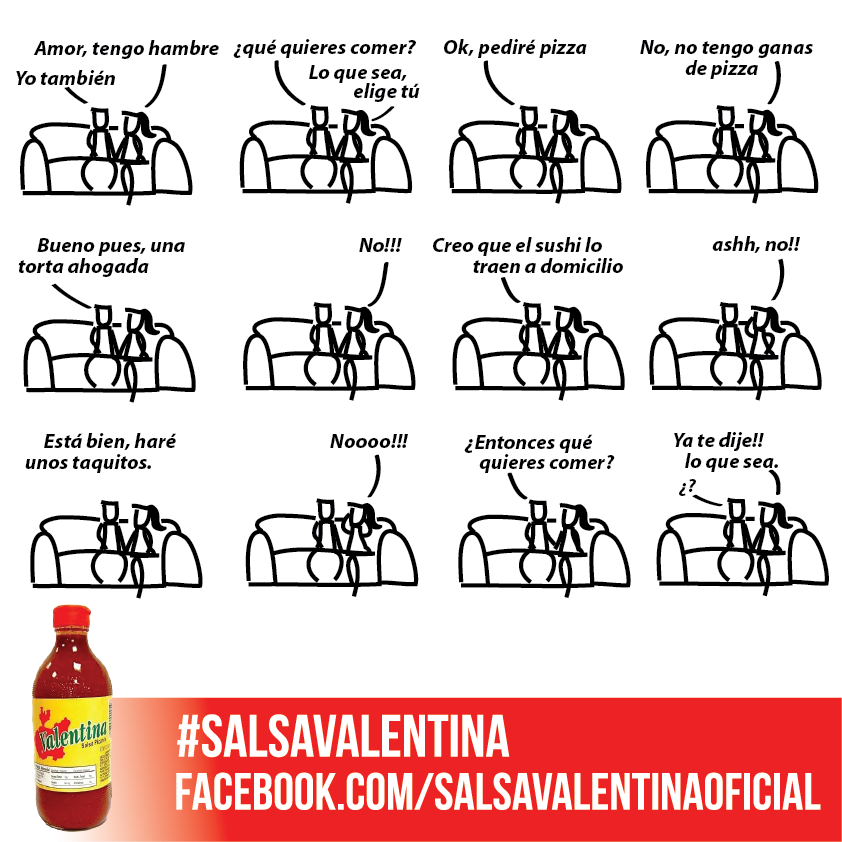 Amor, tengo hambre
Yo también
¿qué quieres comer?
Lo que sea,
elige tú
Ok, pediré pizza
No, no tengo ganas
de pizza
Bueno pues, una
torta ahogada
No!!!
Creo que el sushi lo
traen a domicilio
ashh, no!!
Está bien, haré
unos taquitos.
Noooo!!!
¿Entonces qué
quieres comer?
Ya te dije!!
lo que sea.
¿?
Valentina
Salsa Picante
#SALSAVALENTINA
FACEBOOK.COM/SALSAVALENTINAOFICIAL